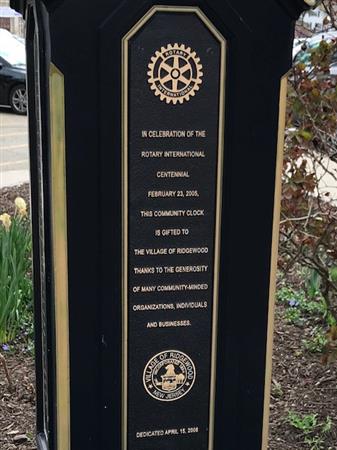 ROTARY
INTERNATIONAL
IN CELEBRATION OF THE
ROTARY INTERNATIONAL
CENTENNIAL
FEBRUARY 23, 2005,
THIS COMMUNITY CLOCK
IS GIFTED TO
THE VILLAGE OF RIDGEWOOD
THANKS TO THE GENEROSITY
OF MANY COMMUNITY-MINDED
ORGANIZATIONS, INDIVIDUALS
AND BUSINESSES.
VILLAGE OF RIDGEWOOD
NEW JERSEY
DEDICATED APRIL 15, 2008